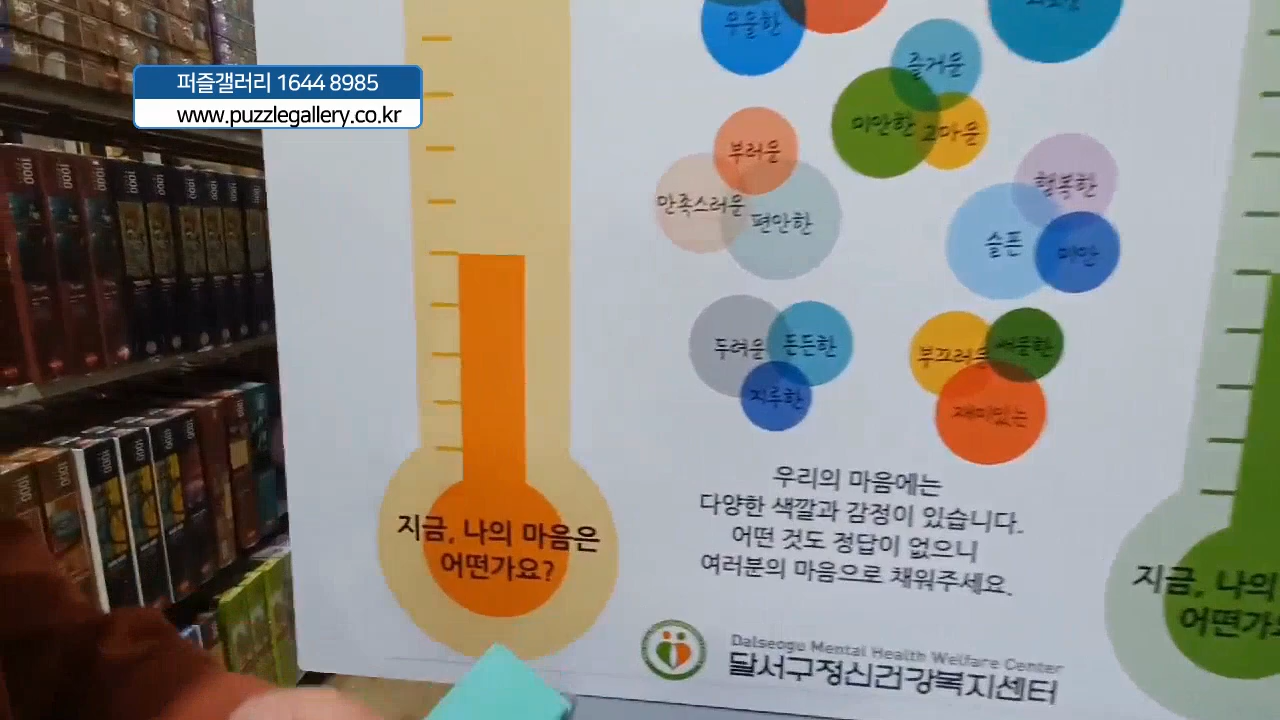 퍼즐갤러리 1644 8985
www.puzzlegallery.co.kr
우울한
즐거운
미안한
고마운
부러운
만족스러운
편안한
행복한
슬픈
미안
두려운
든든한
지루한
부끄러운
재미있는
우리의 마음에는
다양한 색깔과 감정이 있습니다.
어떤 것도 정답이 없으니
여러분의 마음으로 채워주세요.
지금, 나의 마음은
어떤가요?
지금, 나의
어떤가
Dalseogu Mental Health Welfare Center
달서구정신건강복지센터
1000
1000
1000
1000
1000
1000